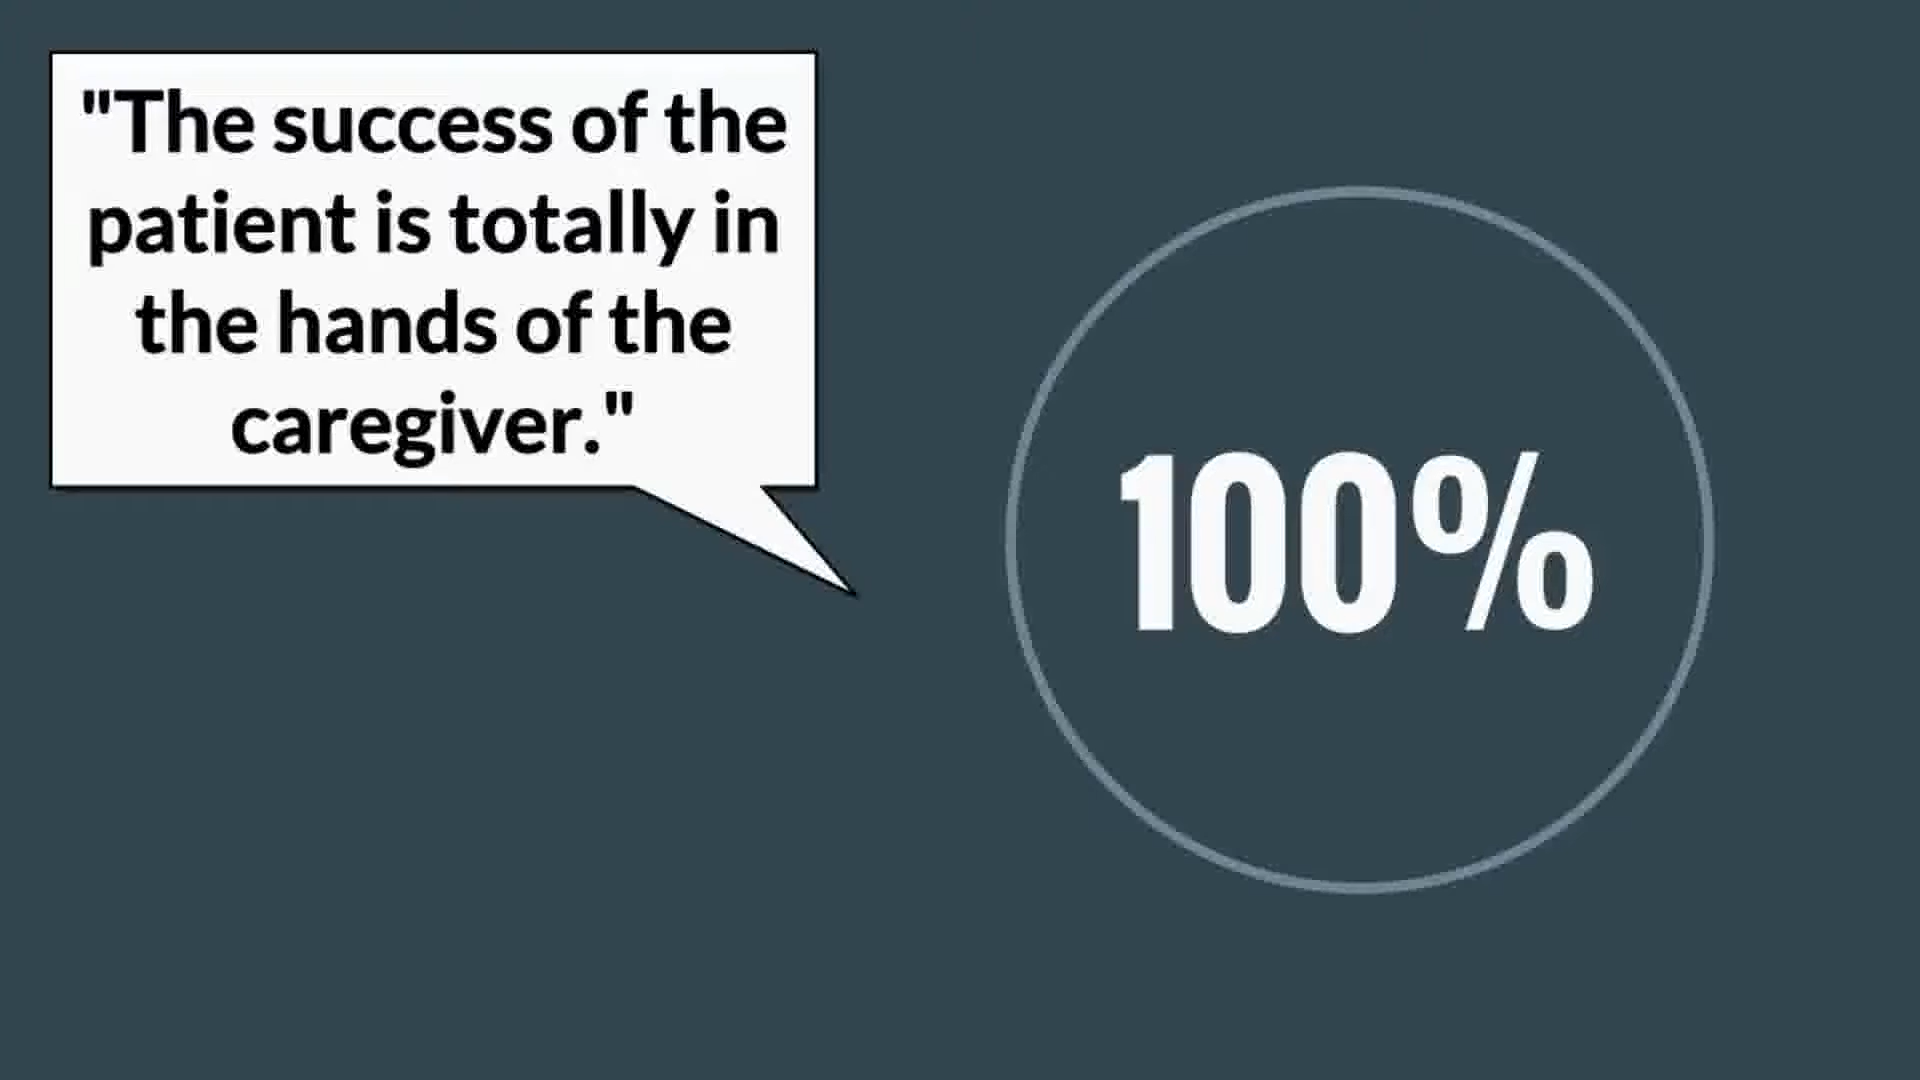 "The success of the
patient is totally in
the hands of the
caregiver."
100%